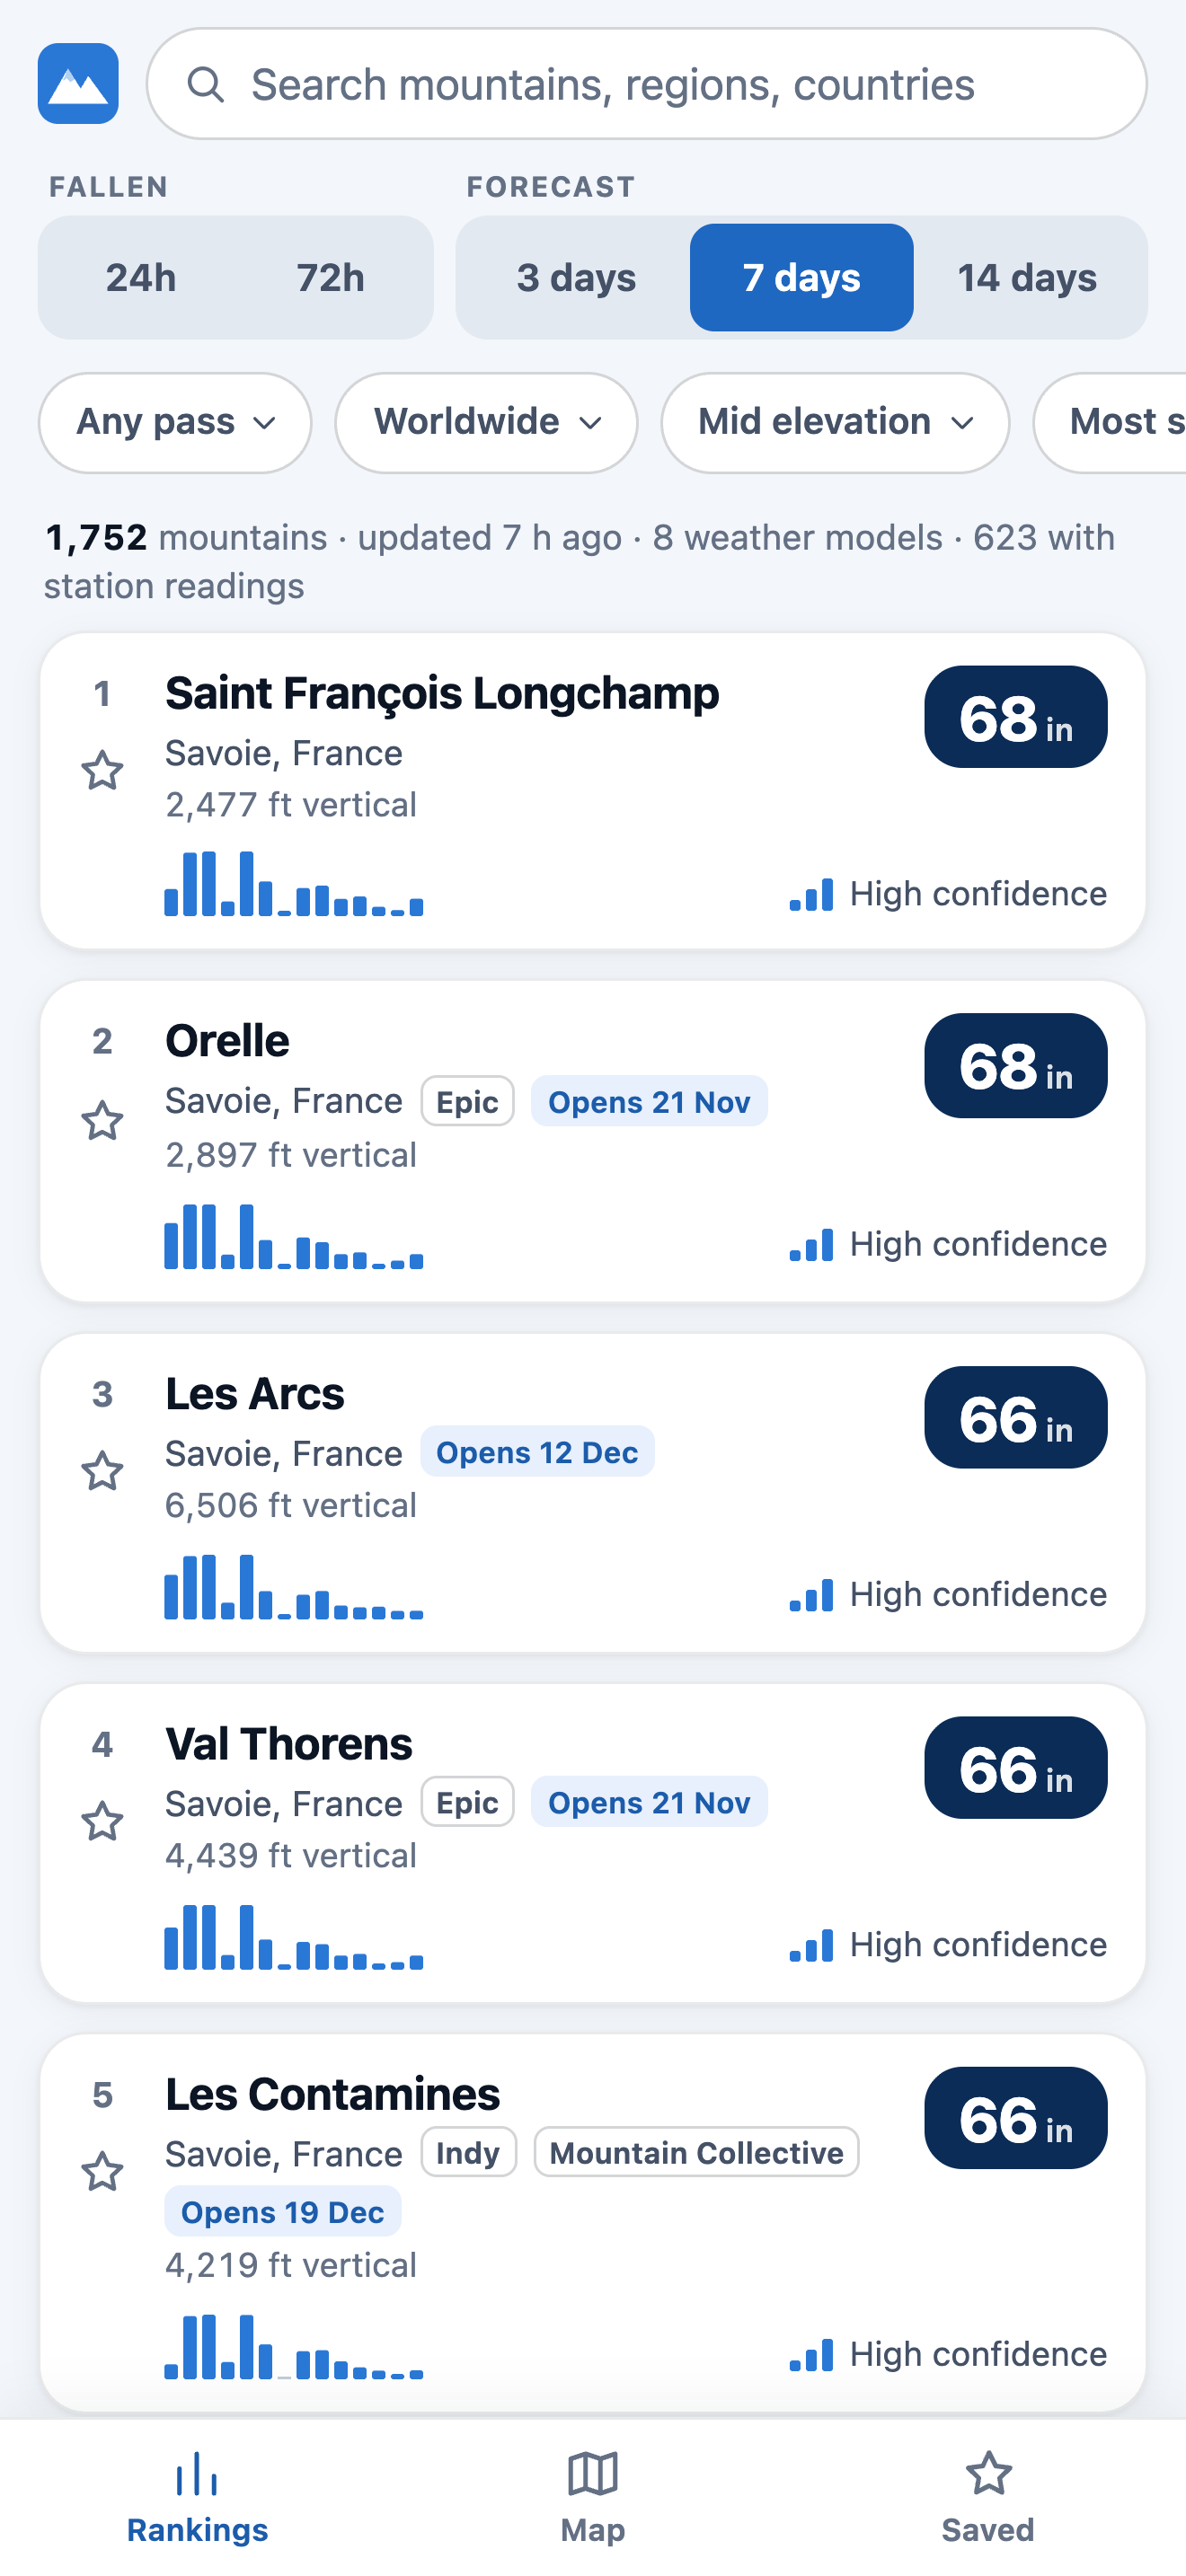 Search mountains, regions, countries
FALLEN
FORECAST
24h
72h
3 days
7 days
14 days
Any pass
Worldwide
Mid elevation
Most s
1,752 mountains · updated 7 h ago · 8 weather models · 623 with
station readings
1
Saint François Longchamp
68 in
Savoie, France
2,477 ft vertical
High confidence
2
Orelle
68 in
Savoie, France Epic Opens 21 Nov
2,897 ft vertical
High confidence
3
Les Arcs
66 in
Savoie, France Opens 12 Dec
6,506 ft vertical
High confidence
4
Val Thorens
66 in
Savoie, France Epic Opens 21 Nov
4,439 ft vertical
High confidence
5
Les Contamines
66 in
Savoie, France Indy Mountain Collective
Opens 19 Dec
4,219 ft vertical
High confidence
Rankings
Map
Saved